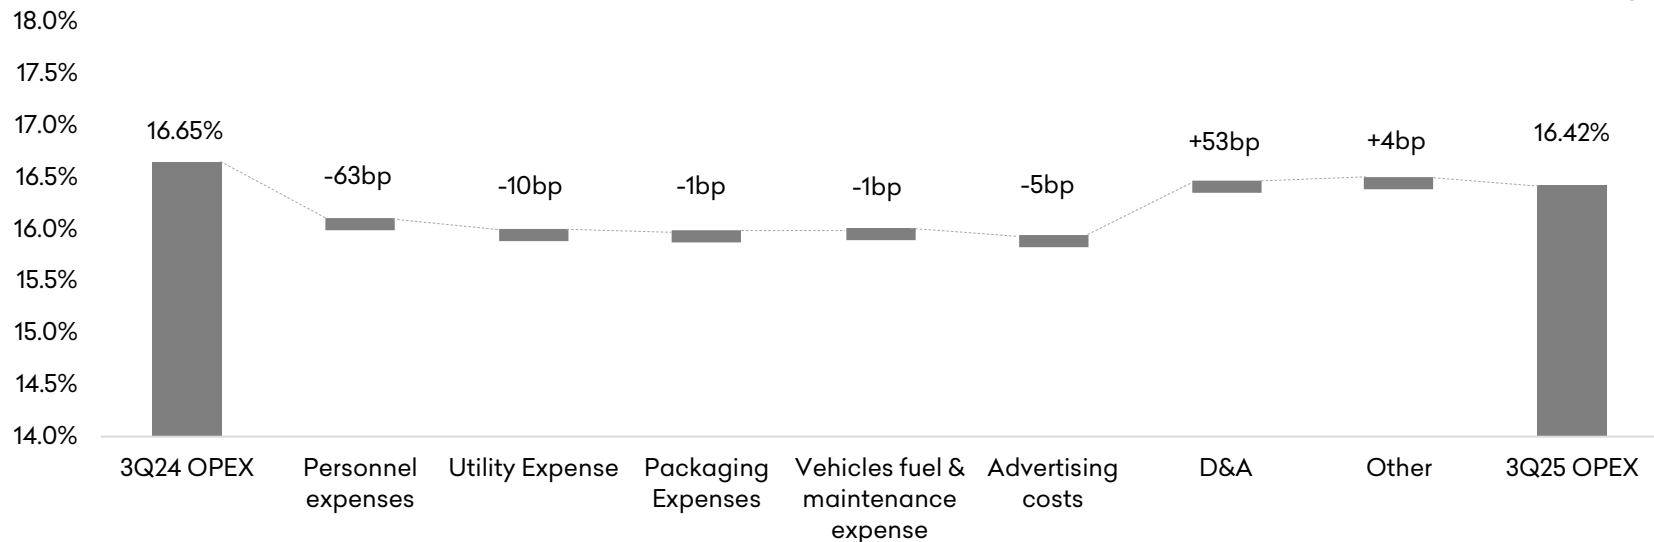 18.0%
17.5%
17.0%
16.5%
16.0%
15.5%
15.0%
14.5%
14.0%
16.65%
-63bp
-10bp
-1bp
-1bp
-5bp
+53bp
+4bp
16.42%
3Q24 OPEX
Personnel
expenses
Utility Expense
Packaging
Expenses
Vehicles fuel &
maintenance
expense
Advertising
costs
D&A
Other
3Q25 OPEX